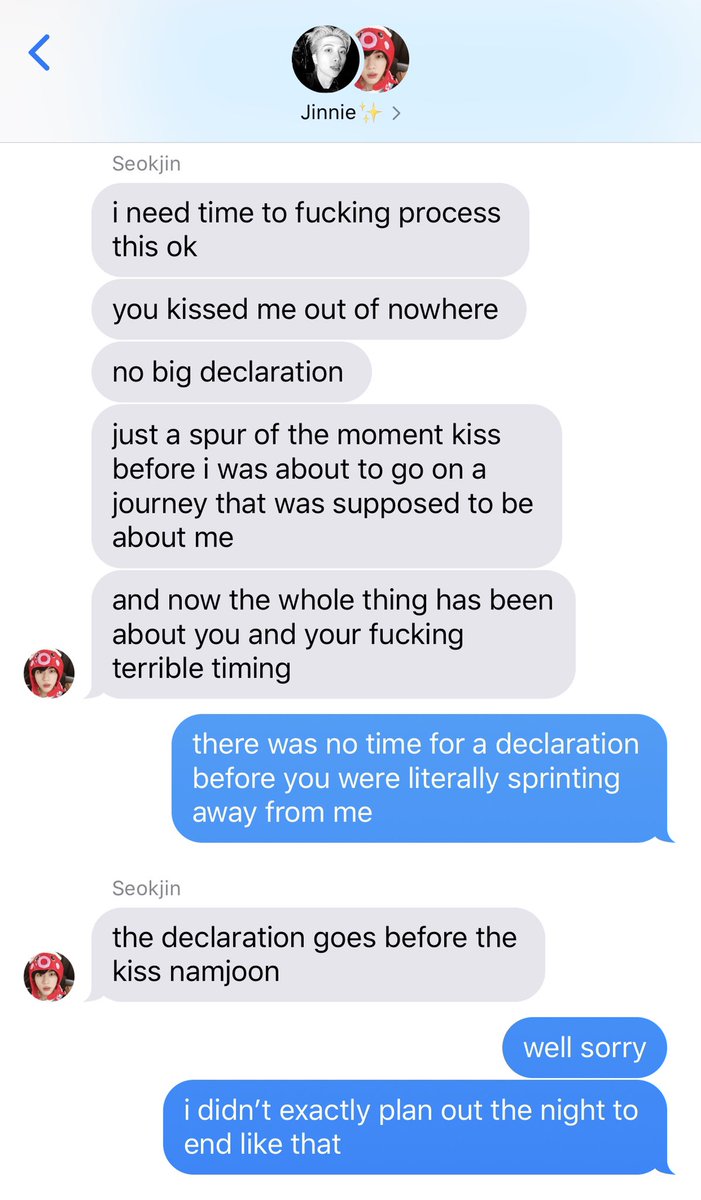 Jinnie✨
Seokjin
i need time to fucking process
this ok
you kissed me out of nowhere
no big declaration
just a spur of the moment kiss
before i was about to go on a
journey that was supposed to be
about me
and now the whole thing has been
about you and your fucking
terrible timing
there was no time for a declaration
before you were literally sprinting
away from me
Seokjin
the declaration goes before the
kiss namjoon
well sorry
i didn’t exactly plan out the night to
end like that